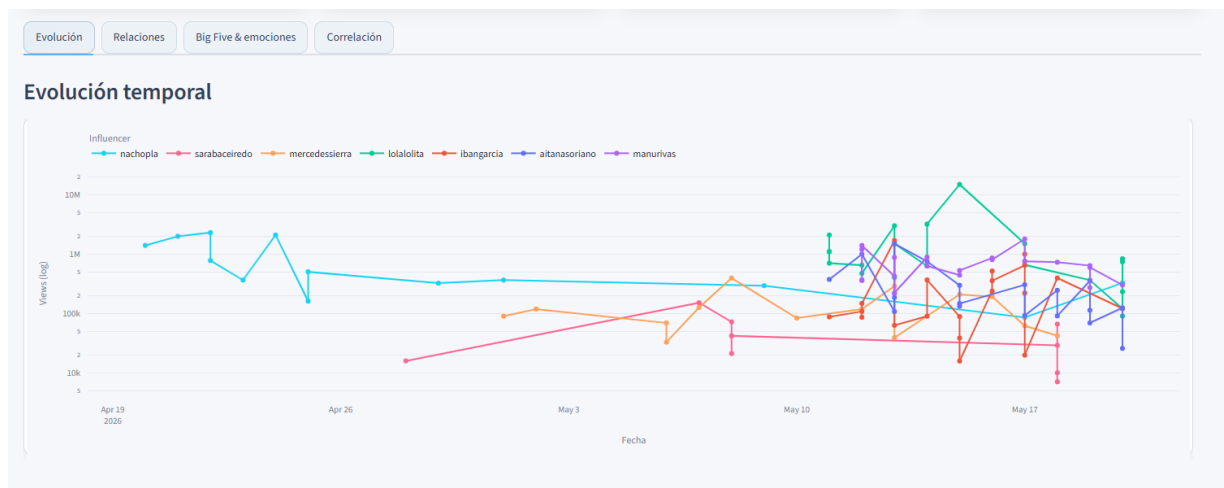 Evolución Relaciones Big Five & emociones Correlación
Evolución temporal
Influencer
nachopla sarabaceiredo mercedessierra lolalolita ibangarcia aitanasoriano manurivas
2
10M
5
2
1M
5
2
100k
5
2
10k
5
Views (log)
Apr 19 Apr 26 May 3 May 10 May 17
2026
Fecha